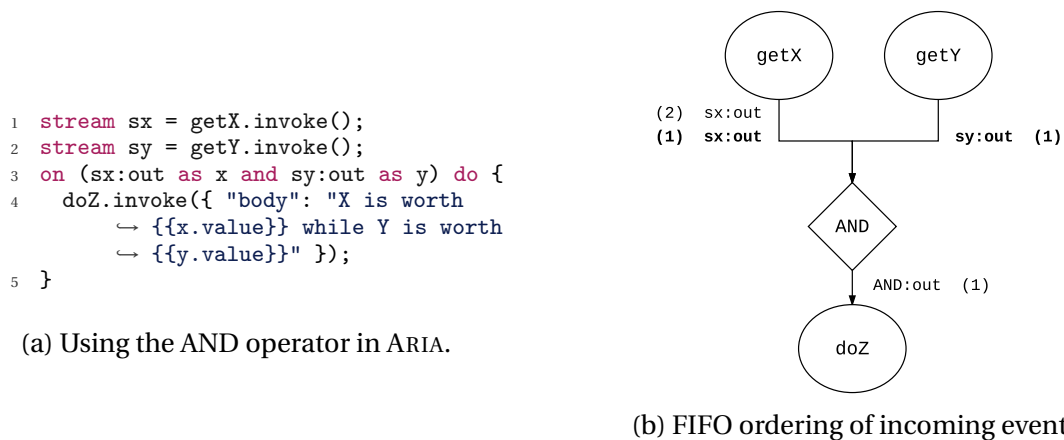 1 stream sx = getX.invoke();
2 stream sy = getY.invoke();
3 on (sx:out as x and sy:out as y) do {
4 doZ.invoke({ "body": "X is worth
↪ {{x.value}} while Y is worth
↪ {{y.value}}" });
5 }
(a) Using the AND operator in ARIA.
getX
getY
(2) sx:out
(1) sx:out
sy:out (1)
AND
AND:out (1)
doZ
(b) FIFO ordering of incoming event